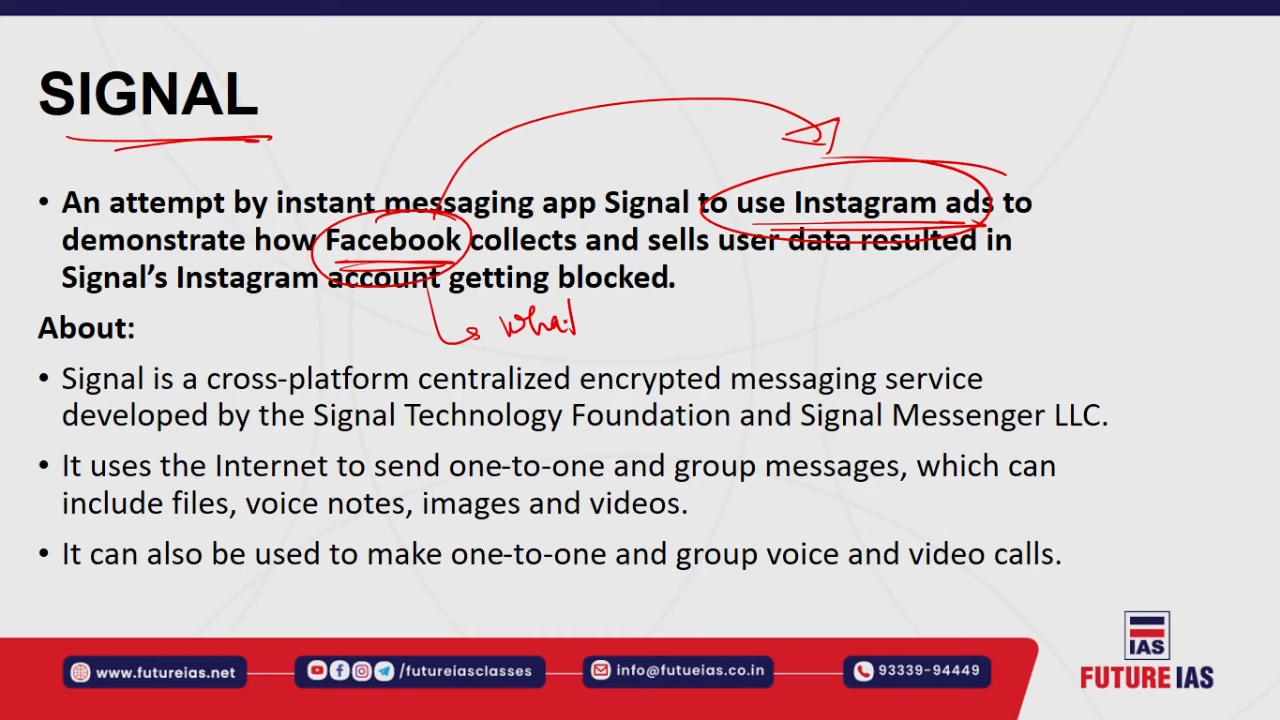 SIGNAL
• An attempt by instant messaging app Signal to use Instagram ads to
demonstrate how Facebook collects and sells user data resulted in
Signal’s Instagram account getting blocked.
What
About:
• Signal is a cross-platform centralized encrypted messaging service
developed by the Signal Technology Foundation and Signal Messenger LLC.
• It uses the Internet to send one-to-one and group messages, which can
include files, voice notes, images and videos.
• It can also be used to make one-to-one and group voice and video calls.
IAS
FUTURE IAS
www.futureias.net
/futureiasclasses
info@futueias.co.in
93339-94449